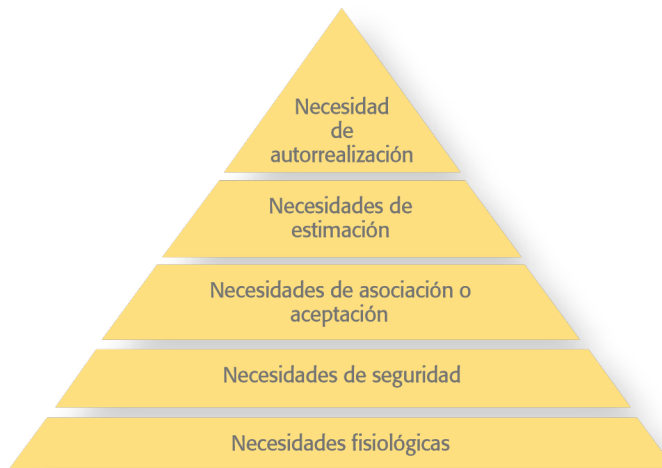 Necesidad
de
autorrealización
Necesidades de
estimación
Necesidades de asociación o
aceptación
Necesidades de seguridad
Necesidades fisiológicas